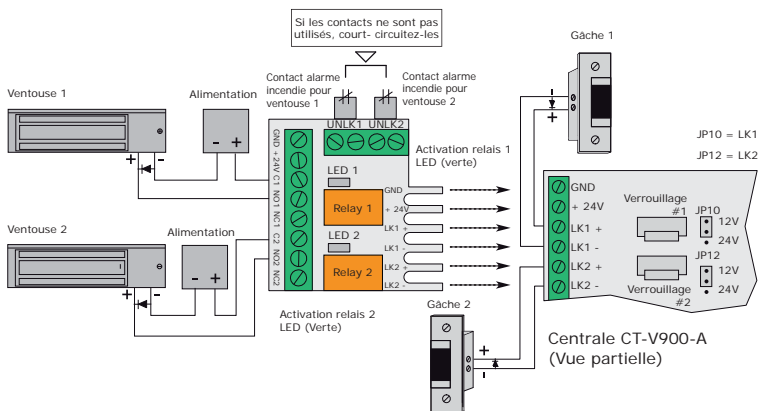 Si les contacts ne sont pas
utilisés, court- circuitez-les
Gâche 1
Ventouse 1
Alimentation
- +
+
-
Contact alarme
incendie pour
ventouse 1
Contact alarme
incendie pour
ventouse 2
UNLK1 UNLK2
Activation relais 1
LED (verte)
GND
+ 24V
C1
NO1
NC1
C2
NO2
NC2
LED 1
Relay 1
LED 2
Relay 2
GND
+ 24V
LK1 +
LK1 -
LK2 +
LK2 -
-
+
JP10 = LK1
JP12 = LK2
GND
+ 24V
LK1 +
LK1 -
LK2 +
LK2 -
Verrouillage
#1
JP10
12V
24V
JP12
12V
24V
Verrouillage
#2
Ventouse 2
Alimentation
- +
+
-
Activation relais 2
LED (Verte)
Gâche 2
+
-
Centrale CT-V900-A
(Vue partielle)